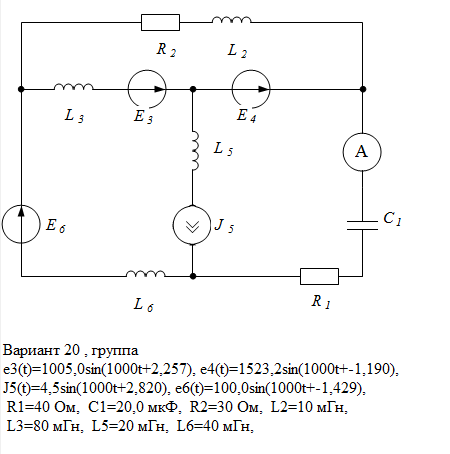 R 2
L 2
L 3
E 3
E 4
L 5
A
E 6
J 5
C 1
L 6
R 1
Вариант 20 , группа
e3(t)=1005,0sin(1000t+2,257), e4(t)=1523,2sin(1000t+-1,190),
J5(t)=4,5sin(1000t+2,820), e6(t)=100,0sin(1000t+-1,429),
R1=40 Ом, C1=20,0 мкФ, R2=30 Ом, L2=10 мГн,
L3=80 мГн, L5=20 мГн, L6=40 мГн,